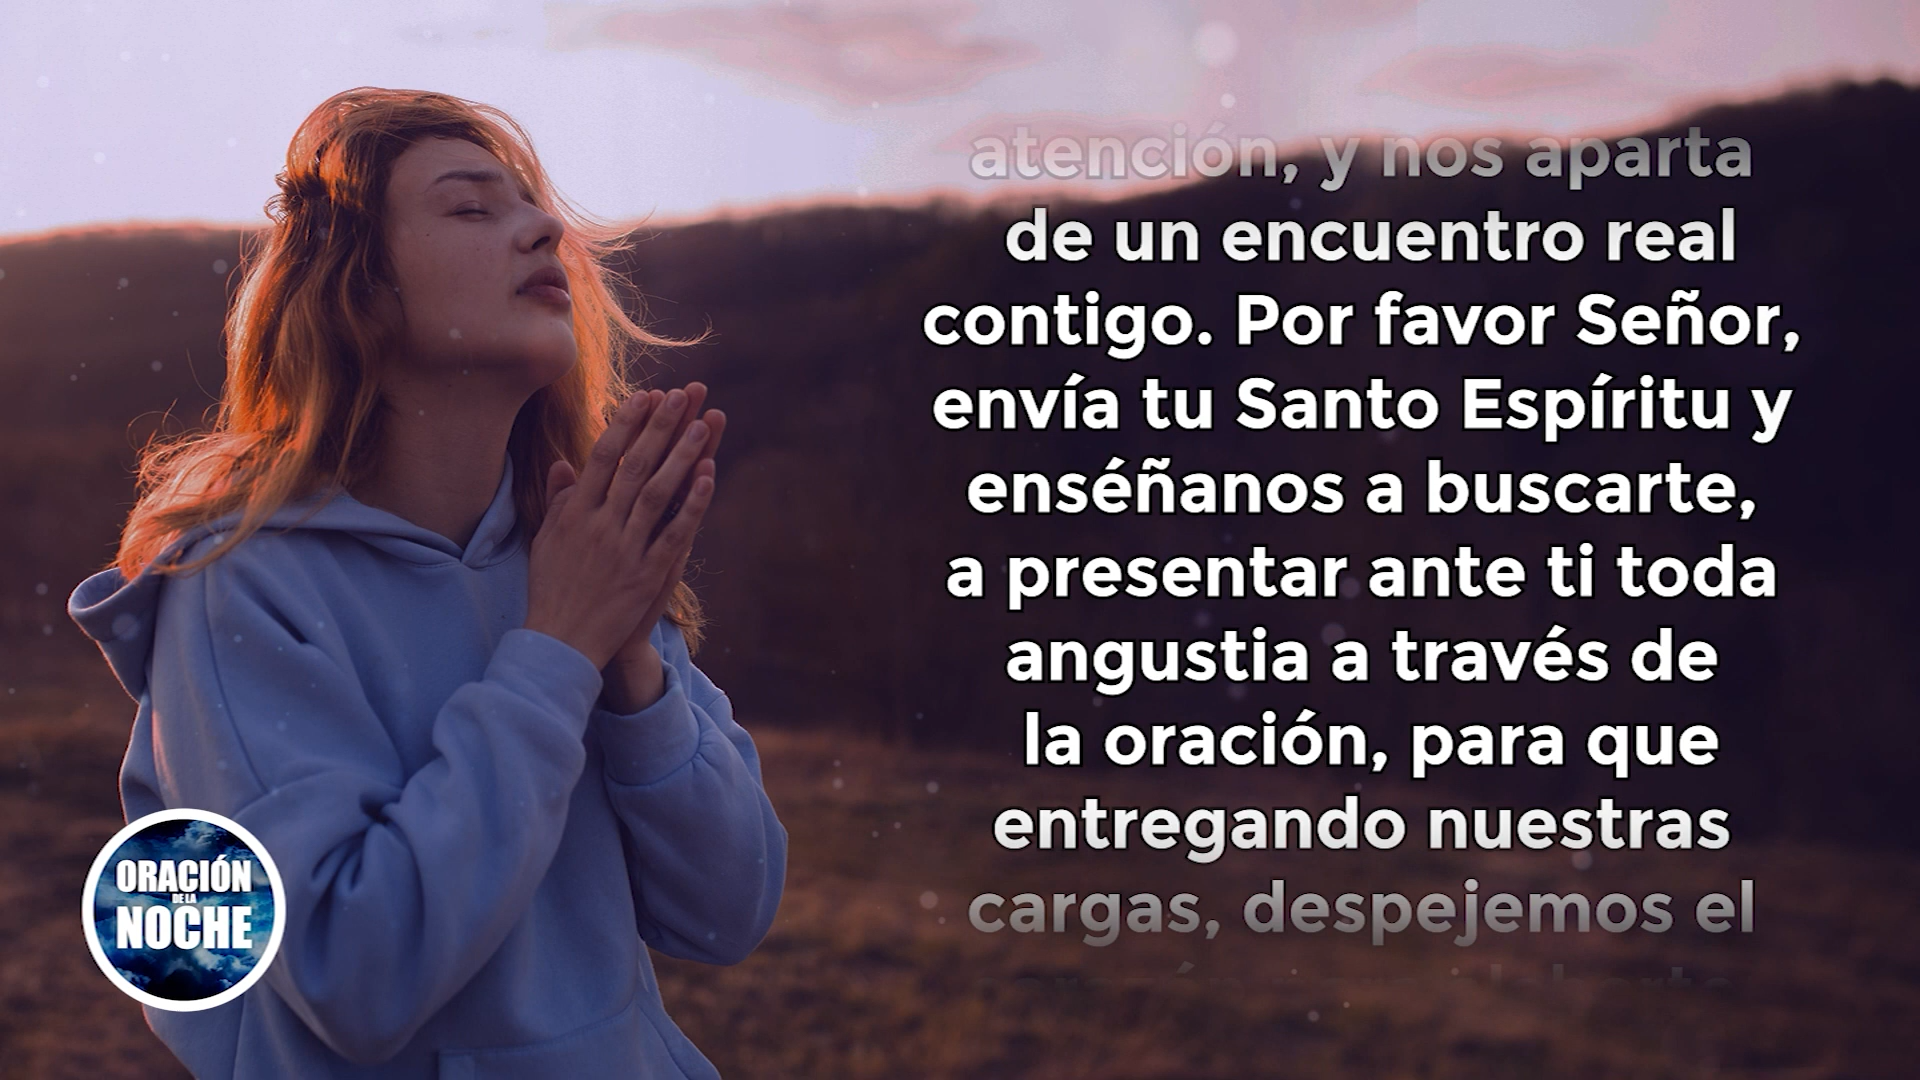 atención, y nos aparta
de un encuentro real
contigo. Por favor Señor,
envía tu Santo Espíritu y
enséñanos a buscarte,
a presentar ante ti toda
angustia a través de
la oración, para que
entregando nuestras
cargas, despejemos el
ORACIÓN
DE LA
NOCHE